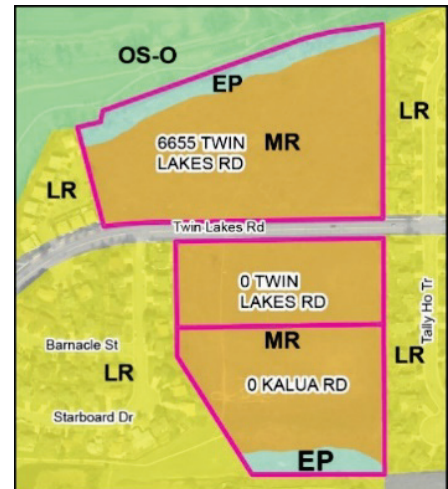 OS-O
EP
LR
6655 TWIN
LAKES RD
MR
LR
Twin Lakes Rd
0 TWIN
LAKES RD
Tally Ho Tr
Barnacle St
MR
LR
LR
0 KALUA RD
Starboard Dr
EP